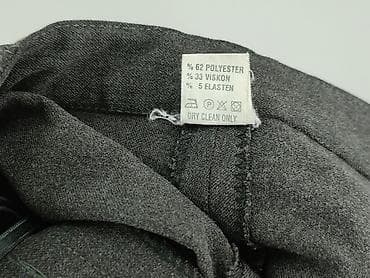 % 62 POLYESTER
% 33 VISKON
% 5 ELASTEN
DRY CLEAN ONLY